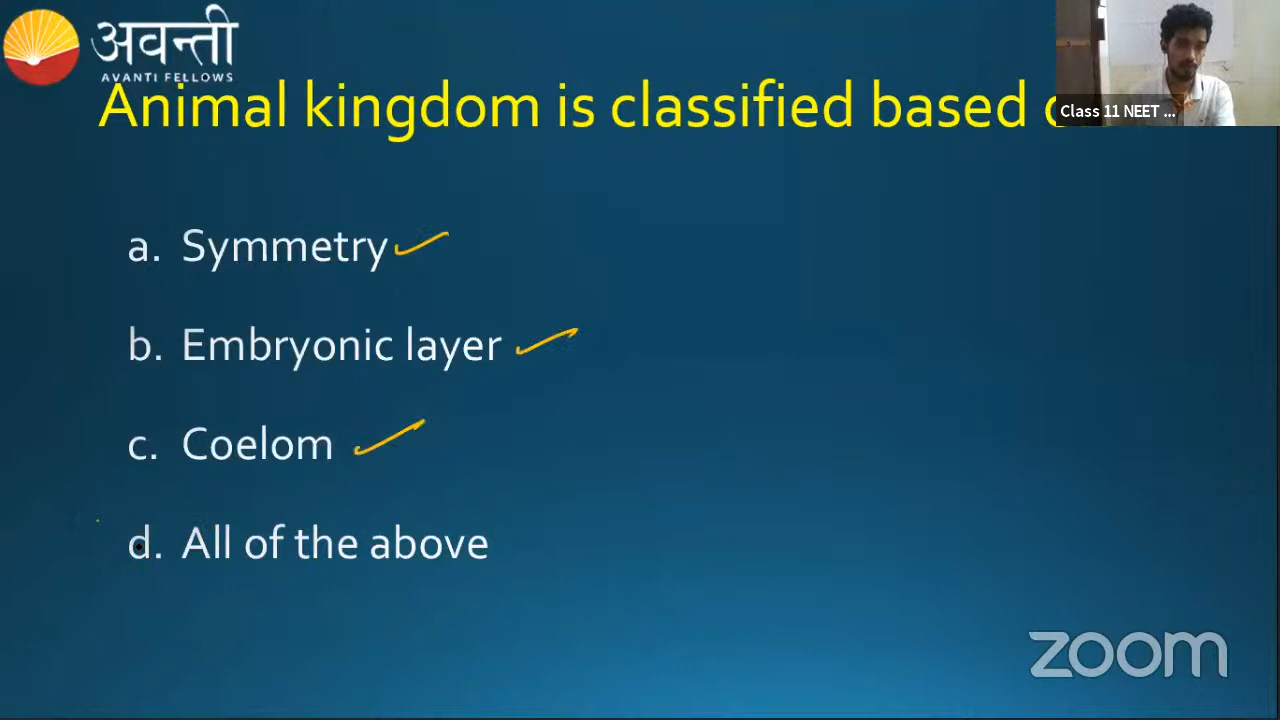 अवन्ती
AVANTI FELLOWS
Animal kingdom is classified based
Class 11 NEET ...
a. Symmetry
b. Embryonic layer
c. Coelom
d. All of the above
zoom